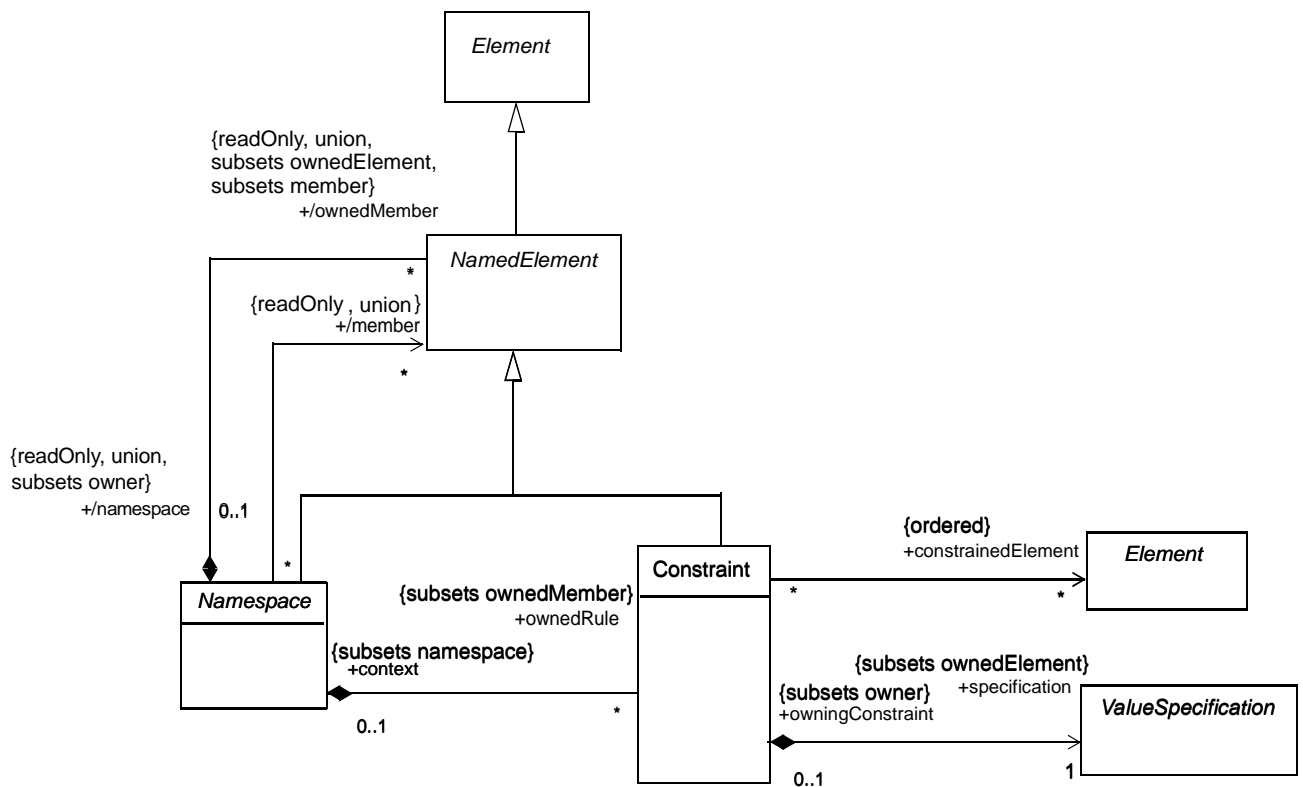 Element
{readOnly, union,
subsets ownedElement,
subsets member}
+/ownedMember
NamedElement
*
{readOnly , union}
+/member
*
{readOnly, union,
subsets owner}
+/namespace
0..1
*
{ordered}
+constrainedElement
Element
Constraint
*
*
Namespace
{subsets ownedMember}
+ownedRule
{subsets namespace}
+context
{subsets ownedElement}
+specification
{subsets owner}
+owningConstraint
ValueSpecification
*
0..1
1
0..1